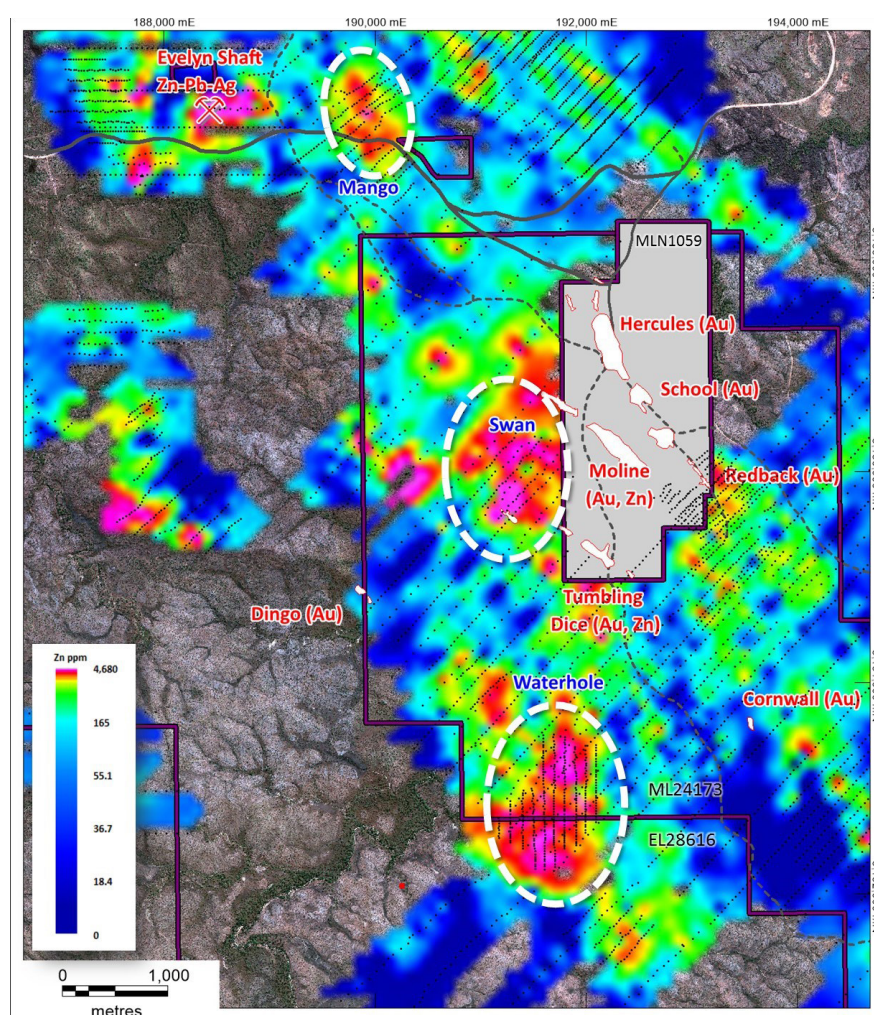 188,000 mE
190,000 mE
192,000 mE
194,000 mE
Evelyn Shaft
Zn-Pb-Ag
Mango
MLN1059
Hercules (Au)
School (Au)
Swan
Moline
(Au, Zn)
Redback (Au)
Dingo (Au)
Tumbling
Dice (Au, Zn)
Waterhole
Cornwall (Au)
ML24173
EL28616
Zn ppm
4,680
165
55.1
36.7
18.4
0
0
1,000
metres